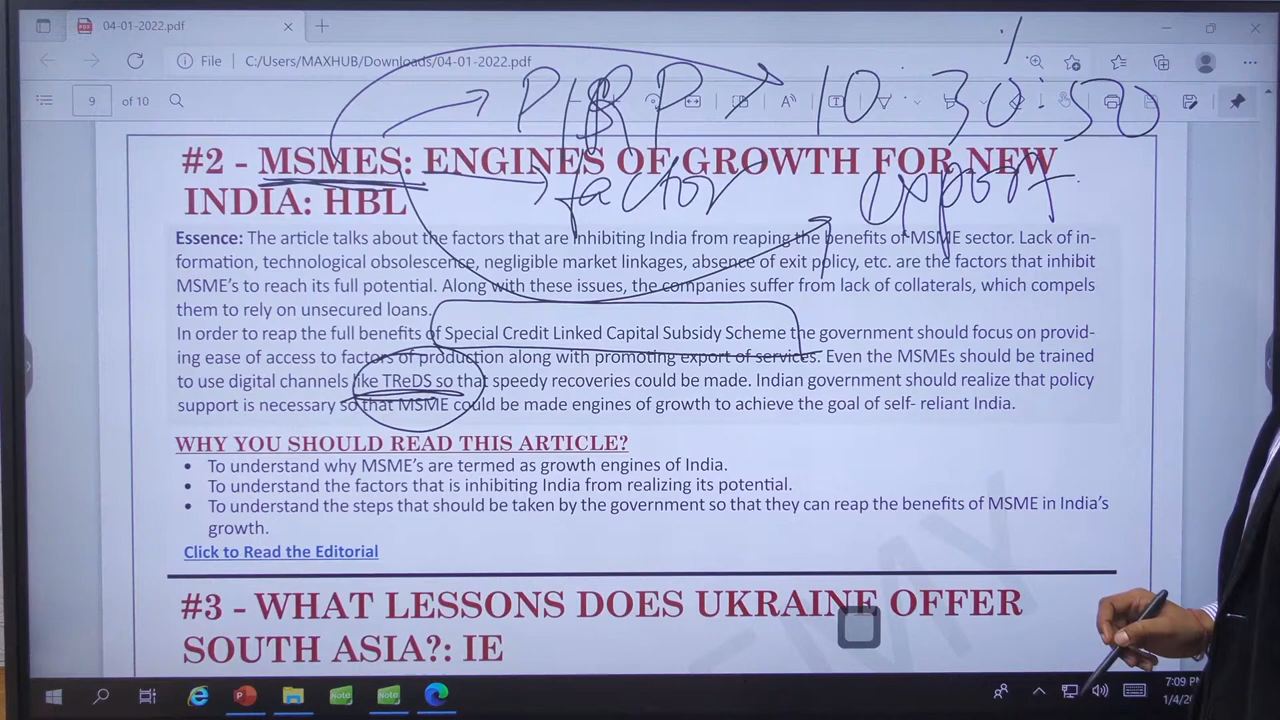 04-01-2022.pdf
File C:/Users/MAXHUB/Downloads/04-01-2022.pdf
9 of 10
10:30:50
factor export
#2 - MSMES: ENGINES OF GROWTH FOR NEW
INDIA: HBL
Essence: The article talks about the factors that are inhibiting India from reaping the benefits of MSME sector. Lack of in-
formation, technological obsolescence, negligible market linkages, absence of exit policy, etc. are the factors that inhibit
MSME's to reach its full potential. Along with these issues, the companies suffer from lack of collaterals, which compels
them to rely on unsecured loans.
In order to reap the full benefits of Special Credit Linked Capital Subsidy Scheme the government should focus on provid-
ing ease of access to factors of production along with promoting export of services. Even the MSMEs should be trained
to use digital channels like TReDS so that speedy recoveries could be made. Indian government should realize that policy
support is necessary so that MSME could be made engines of growth to achieve the goal of self- reliant India.
WHY YOU SHOULD READ THIS ARTICLE?
• To understand why MSME's are termed as growth engines of India.
• To understand the factors that is inhibiting India from realizing its potential.
• To understand the steps that should be taken by the government so that they can reap the benefits of MSME in India's
growth.
Click to Read the Editorial
#3 - WHAT LESSONS DOES UKRAINE OFFER
SOUTH ASIA?: IE
7:09 PM